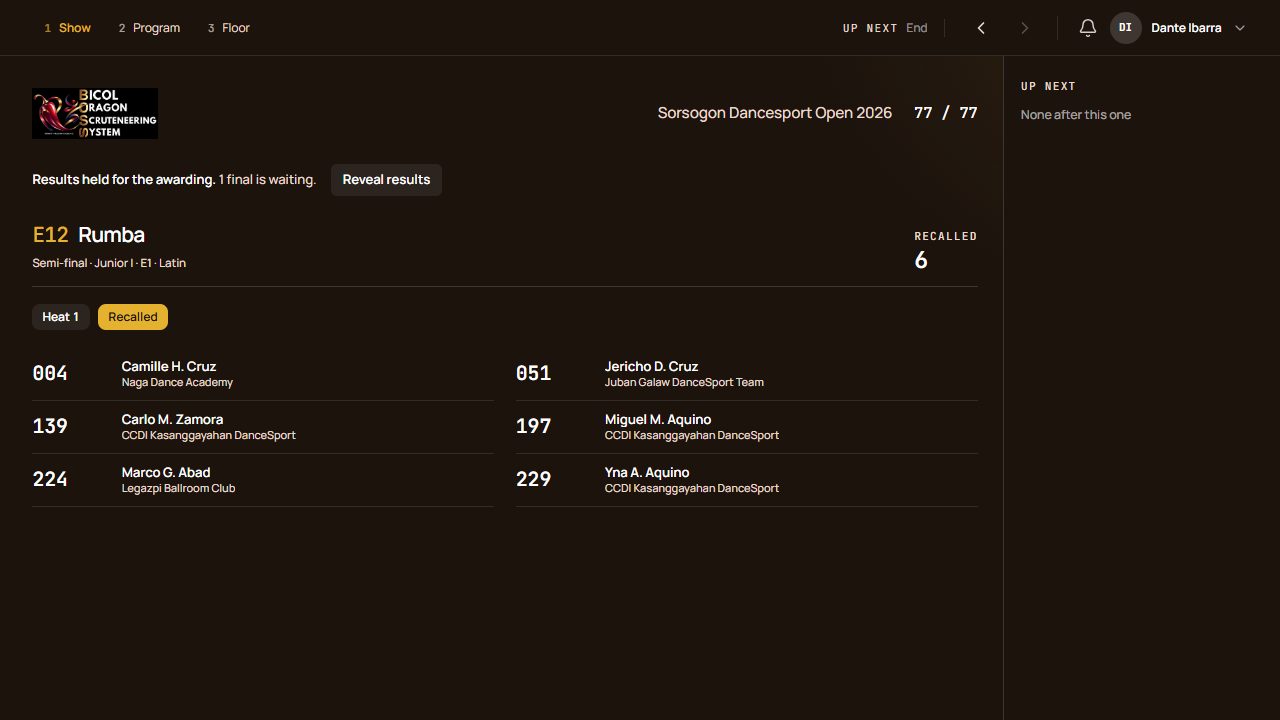 1 Show
2 Program
3 Floor
UP NEXT End
DI
Dante Ibarra
BICOL
DRAGON
SCRUTENEERING
SYSTEM
Sorsogon Dancesport Open 2026
77 / 77
Results held for the awarding. 1 final is waiting.
Reveal results
E12 Rumba
Semi-final · Junior I · E1 · Latin
RECALLED
6
Heat 1
Recalled
004
Camille H. Cruz
Naga Dance Academy
051
Jericho D. Cruz
Juban Galaw DanceSport Team
139
Carlo M. Zamora
CCDI Kasanggayahan DanceSport
197
Miguel M. Aquino
CCDI Kasanggayahan DanceSport
224
Marco G. Abad
Legazpi Ballroom Club
229
Yna A. Aquino
CCDI Kasanggayahan DanceSport
UP NEXT
None after this one